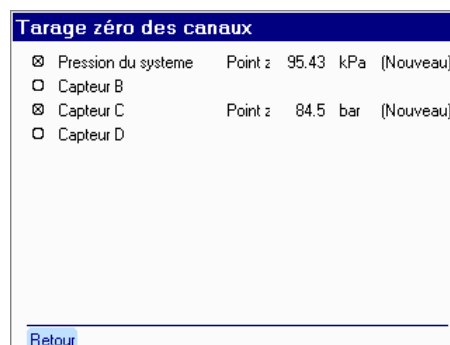 Tarage zéro des canaux
Pression du systeme Point z 95.43 kPa (Nouveau)
Capteur B
Capteur C Point z 84.5 bar (Nouveau)
Capteur D
Retour